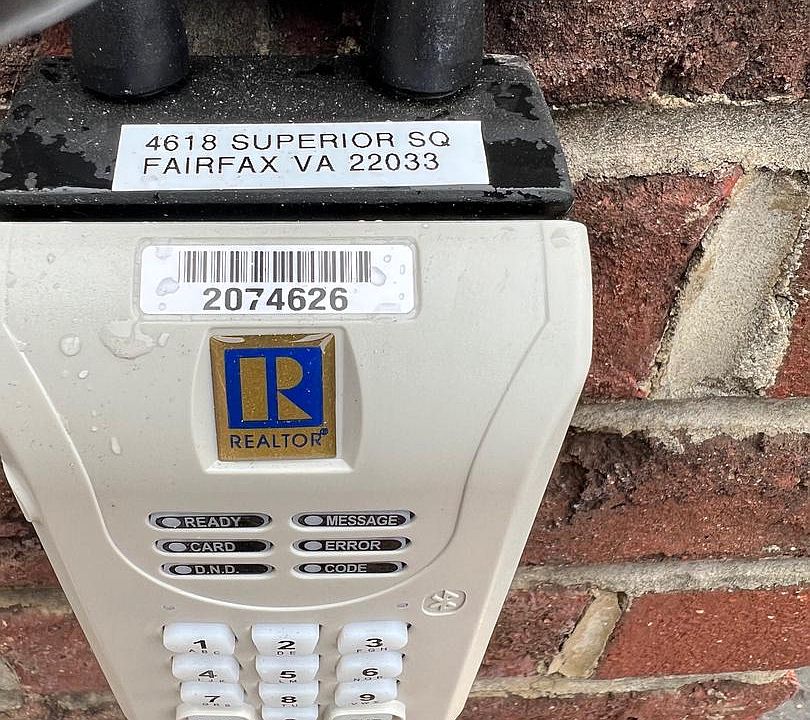 4618 SUPERIOR SQ
FAIRFAX VA 22033
2074626
R
REALTOR®
READY MESSAGE
CARD ERROR
D.N.D. CODE
1 2 3
A B C D E F G H
4 5 6
7 8 9